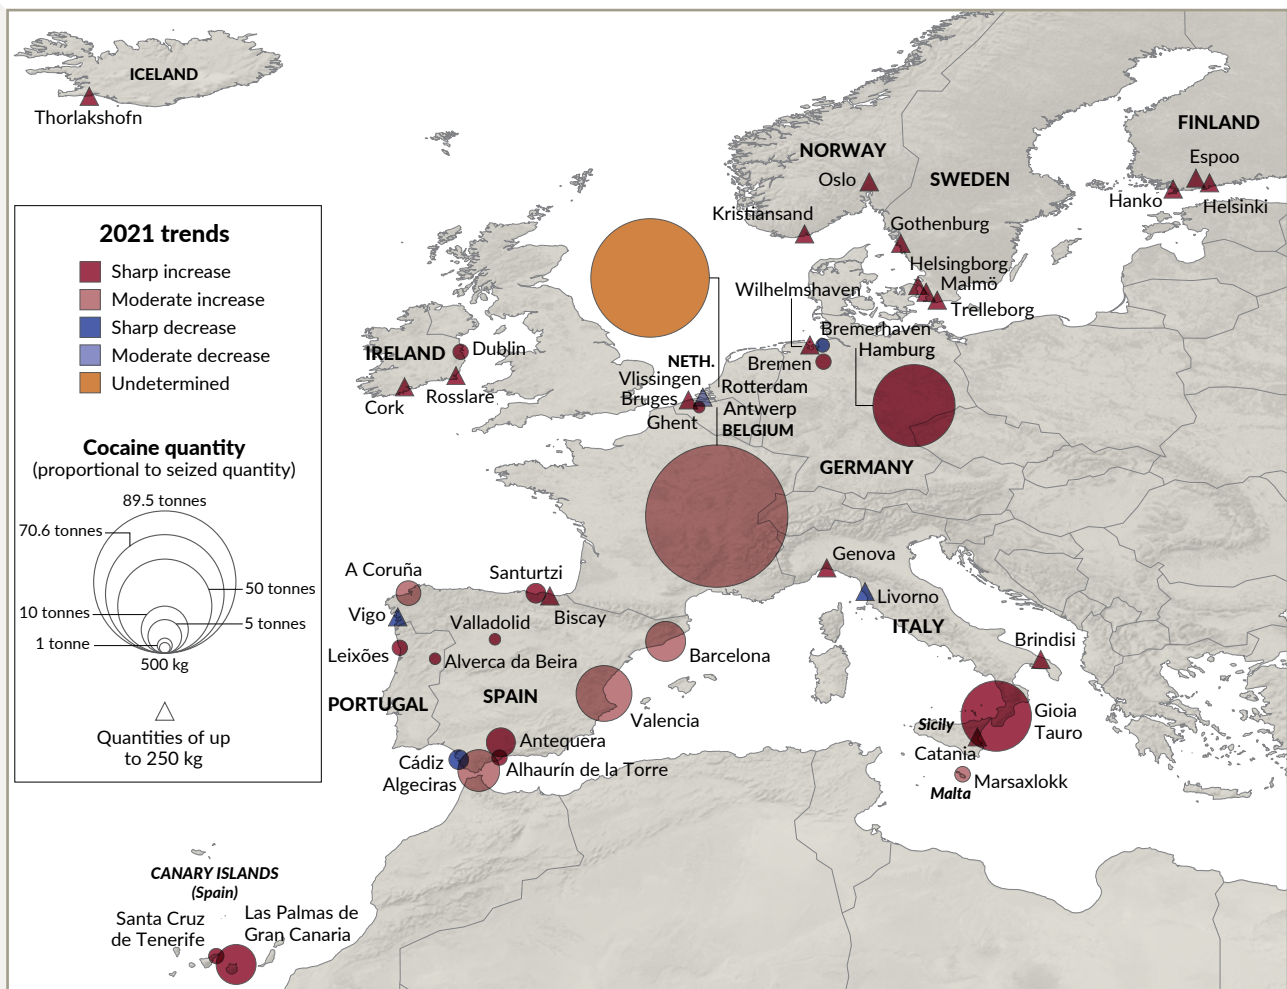 ICELAND
Thorlakshofn
FINLAND
Espoo
Hanko
Helsinki
NORWAY
Oslo
SWEDEN
Kristiansand
Gothenburg
Helsingborg
Malmö
Trelleborg
2021 trends
Sharp increase
Moderate increase
Sharp decrease
Moderate decrease
Undetermined
Cocaine quantity
(proportional to seized quantity)
89.5 tonnes
70.6 tonnes
50 tonnes
10 tonnes
5 tonnes
1 tonne
500 kg
Quantities of up
to 250 kg
Wilhelmshaven
Bremerhaven
Hamburg
Bremen
IRELAND
Dublin
Rosslare
Cork
NETH.
Vlissingen
Rotterdam
Bruges
Antwerp
Ghent
BELGIUM
GERMANY
A Coruña
Santurtzi
Genova
Vigo
Valladolid
Biscay
Livorno
ITALY
Leixões
Alverca da Beira
Barcelona
Brindisi
PORTUGAL
SPAIN
Valencia
Sicily
Gioia
Tauro
Antequera
Catania
Cádiz
Algeciras
Alhaurín de la Torre
Marsaxlokk
Malta
CANARY ISLANDS
(Spain)
Santa Cruz
de Tenerife
Las Palmas de
Gran Canaria